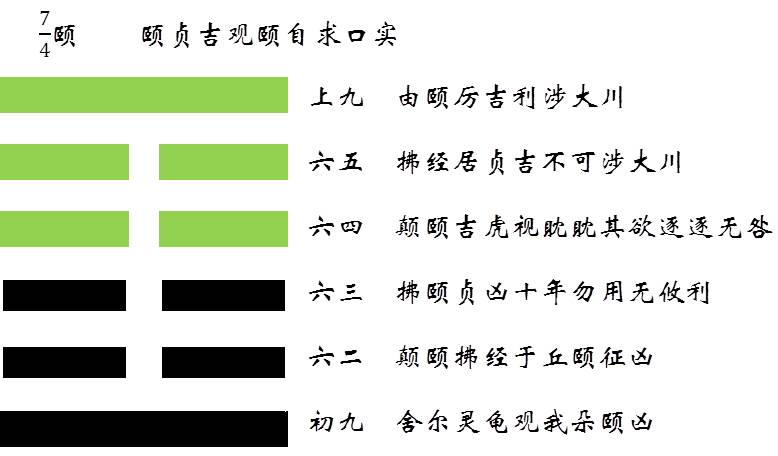 7/4颐 颐贞吉观颐自求口实
上九 由颐厉吉利涉大川
六五 拂经居贞吉不可涉大川
六四 颠颐吉虎视眈眈其欲逐逐无咎
六三 拂颐贞凶十年勿用无攸利
六二 颠颐拂经于丘颐征凶
初九 舍尔灵龟观我朵颐凶